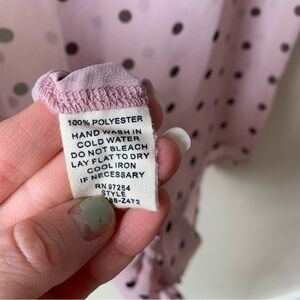 100% POLYESTER
HAND WASH IN
COLD WATER
DO NOT BLEACH
LAY FLAT TO DRY
COOL IRON
IF NECESSARY
RN 97254
STYLE